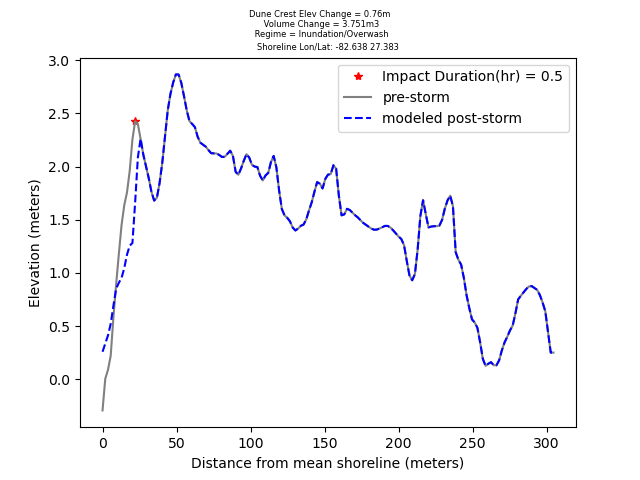 Dune Crest Elev Change = 0.76m
Volume Change = 3.751m3
Regime = Inundation/Overwash
Shoreline Lon/Lat: -82.638 27.383
Impact Duration(hr) = 0.5
pre-storm
modeled post-storm
Elevation (meters)
3.0
2.5
2.0
1.5
1.0
0.5
0.0
0 50 100 150 200 250 300
Distance from mean shoreline (meters)